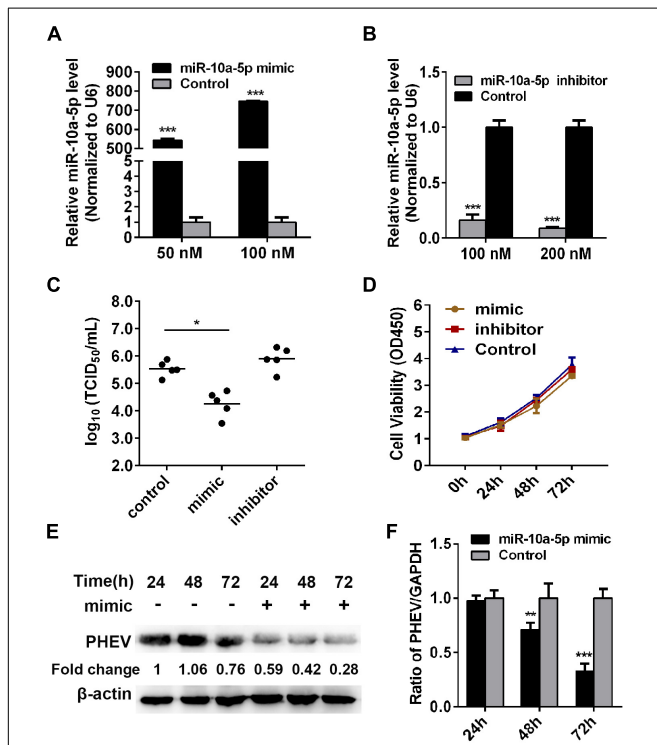 A
Relative miR-10a-5p level
(Normalized to U6)
miR-10a-5p mimic
Control
900
800
700
600
500
5
4
3
2
1
0
***
***
50 nM
100 nM
B
Relative miR-10a-5p level
(Normalized to U6)
miR-10a-5p inhibitor
Control
1.5
1.0
0.5
0.0
***
***
100 nM
200 nM
C
log10 (TCID50/mL)
8.0
7.0
6.0
5.0
4.0
3.0
2.0
*
control
mimic
inhibitor
D
Cell Viability (OD450)
mimic
inhibitor
Control
6
5
4
3
2
1
0
0h
24h
48h
72h
E
Time(h) 24 48 72 24 48 72
mimic - - - + + +
PHEV
Fold change 1 1.06 0.76 0.59 0.42 0.28
β-actin
F
miR-10a-5p mimic
Control
Ratio of PHEV/GAPDH
1.5
1.0
0.5
0.0
**
***
24h
48h
72h